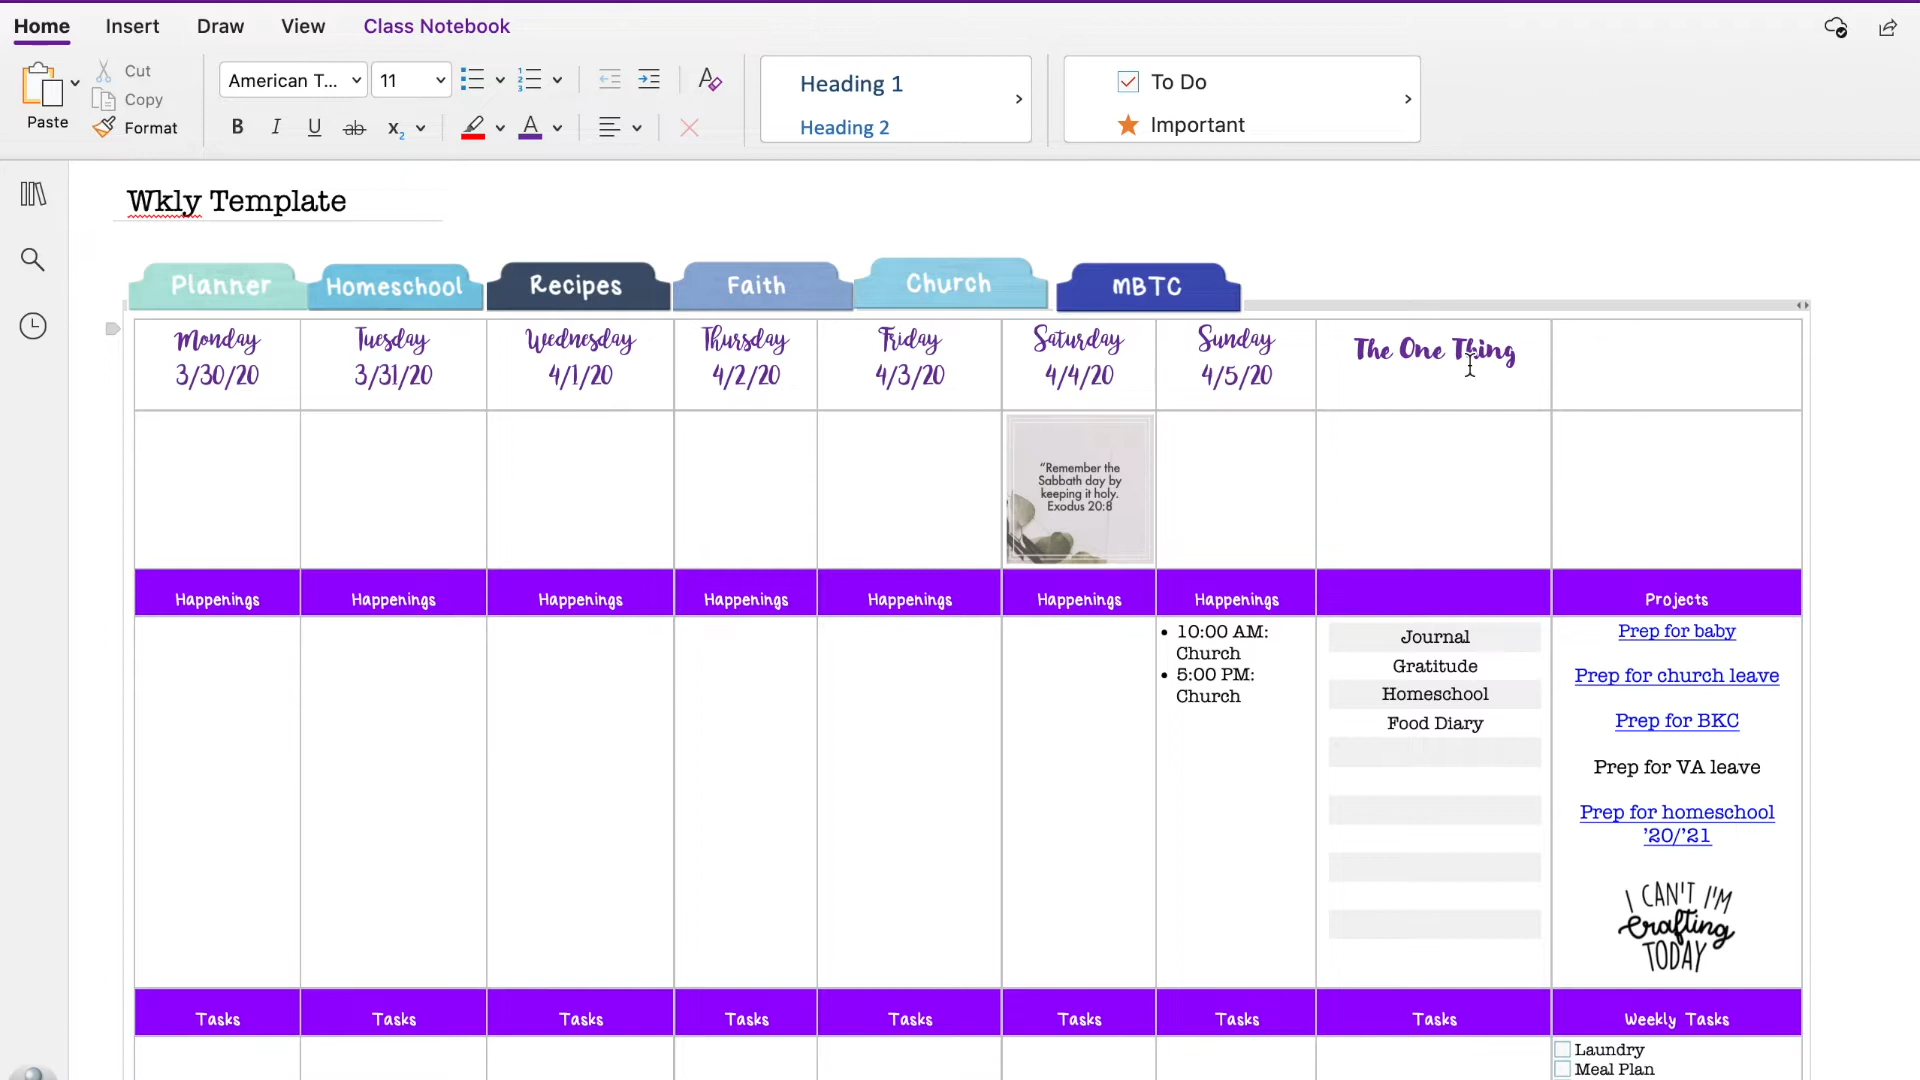 Home Insert Draw View Class Notebook
Paste
Cut
Copy
Format
American T... 11
B I U ab x₂ A
Heading 1
Heading 2
To Do
Important
Wkly Template
Planner Homeschool Recipes Faith Church MBTC
Monday Tuesday Wednesday Thursday Friday Saturday Sunday The One Thing
3/30/20 3/31/20 4/1/20 4/2/20 4/3/20 4/4/20 4/5/20
“Remember the
Sabbath day by
keeping it holy.
Exodus 20:8
Happenings Happenings Happenings Happenings Happenings Happenings Happenings Projects
• 10:00 AM:
Church
• 5:00 PM:
Church
Journal
Gratitude
Homeschool
Food Diary
Prep for baby
Prep for church leave
Prep for BKC
Prep for VA leave
Prep for homeschool
’20/’21
I CAN'T I'M
crafting
TODAY
Tasks Tasks Tasks Tasks Tasks Tasks Tasks Tasks Weekly Tasks
Laundry
Meal Plan